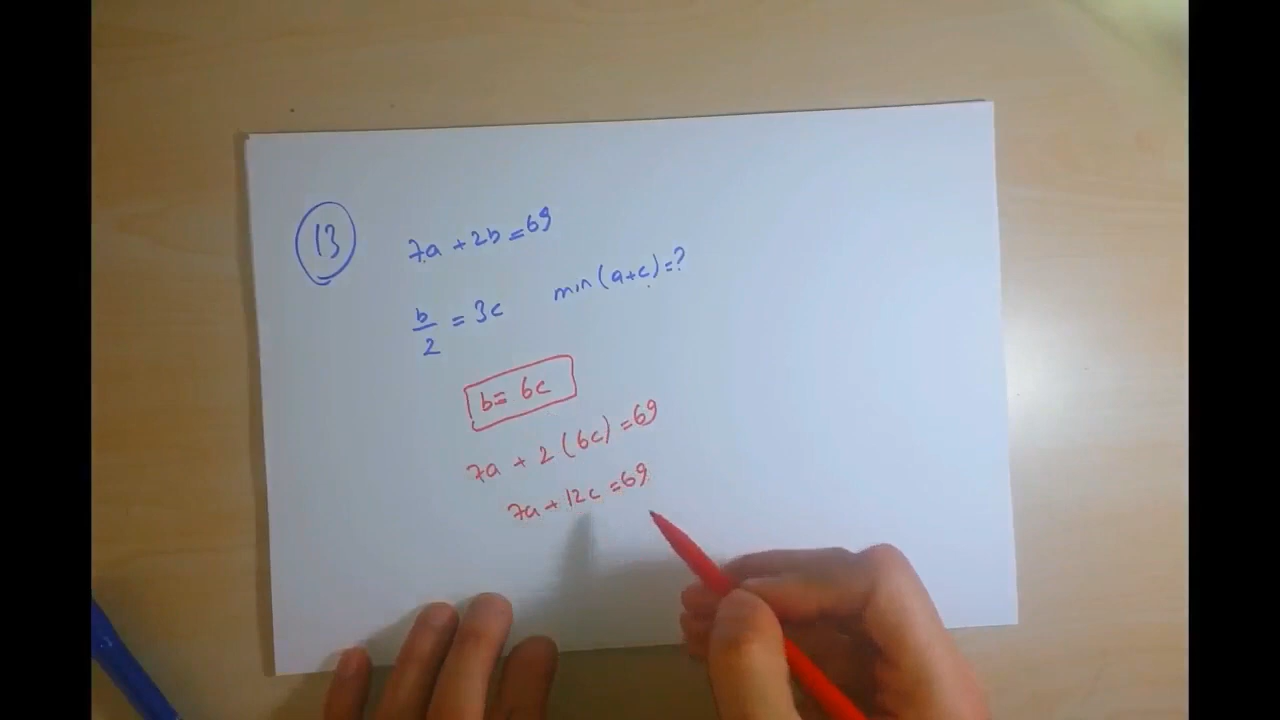 13
7a + 2b = 69
b/2 = 3c
min(a+c) = ?
b = 6c
7a + 2(6c) = 69
7a + 12c = 69